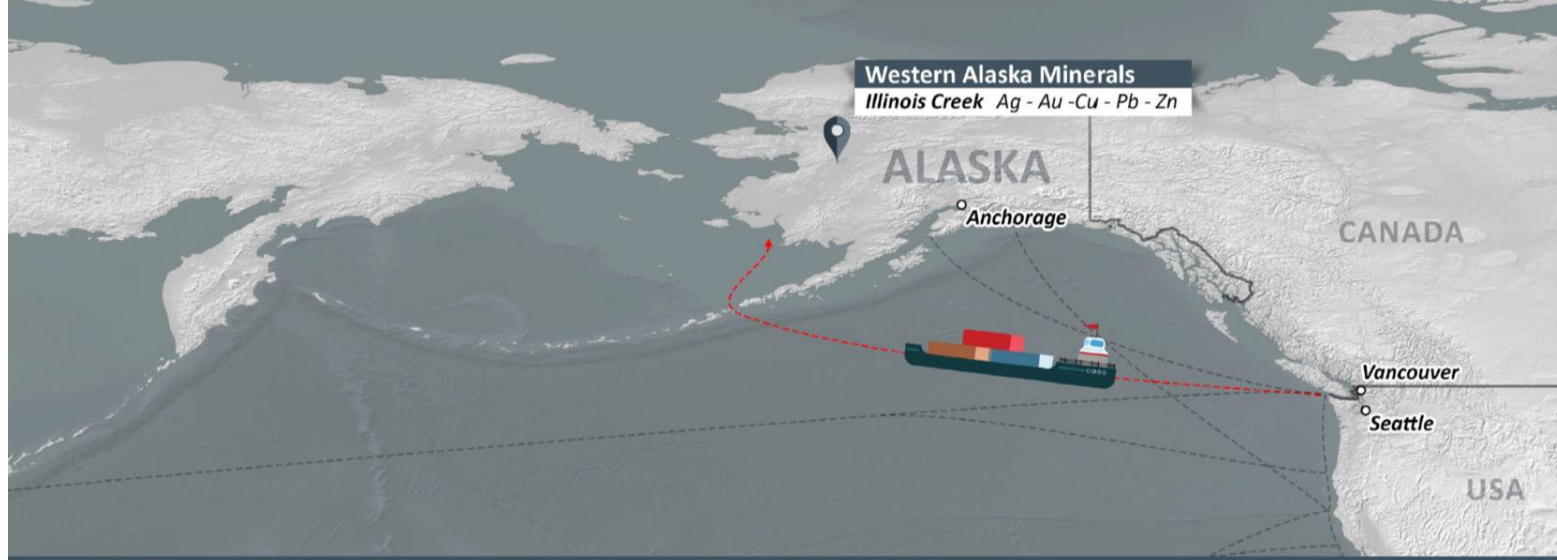 Western Alaska Minerals
Illinois Creek Ag - Au -Cu - Pb - Zn
ALASKA
Anchorage
CANADA
Vancouver
Seattle
USA